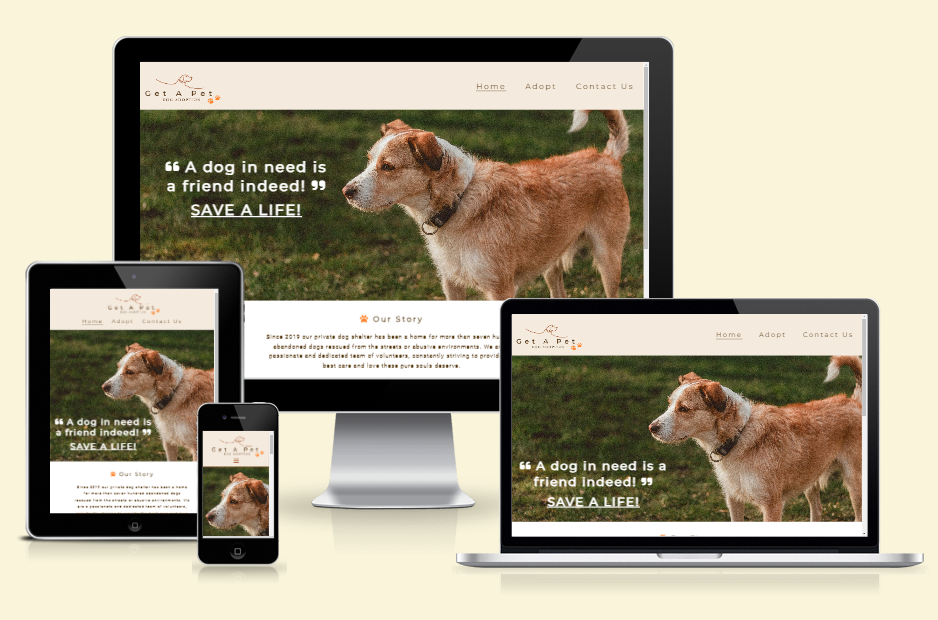 Get A Pet
DOG ADOPTION
Home Adopt Contact Us
❝ A dog in need is
a friend indeed! ❞
SAVE A LIFE!
Our Story
Since 2019 our private dog shelter has been a home for more than seven hu
abandoned dogs rescued from the streets or abusive environments. We a
passionate and dedicated team of volunteers, constantly striving to provid
best care and love these pure souls deserve.
Get A Pet
DOG ADOPTION
Home Adopt Contact Us
❝ A dog in need is
a friend indeed! ❞
SAVE A LIFE!
Our Story
Since 2019 our private dog shelter has been a home
for more than seven hundred abandoned dogs
rescued from the streets or abusive environments. We
are a passionate and dedicated team of volunteers,
Get A Pet
DOG ADOPTION
Get A Pet
DOG ADOPTION
Home Adopt Contact Us
❝ A dog in need is a
friend indeed! ❞
SAVE A LIFE!